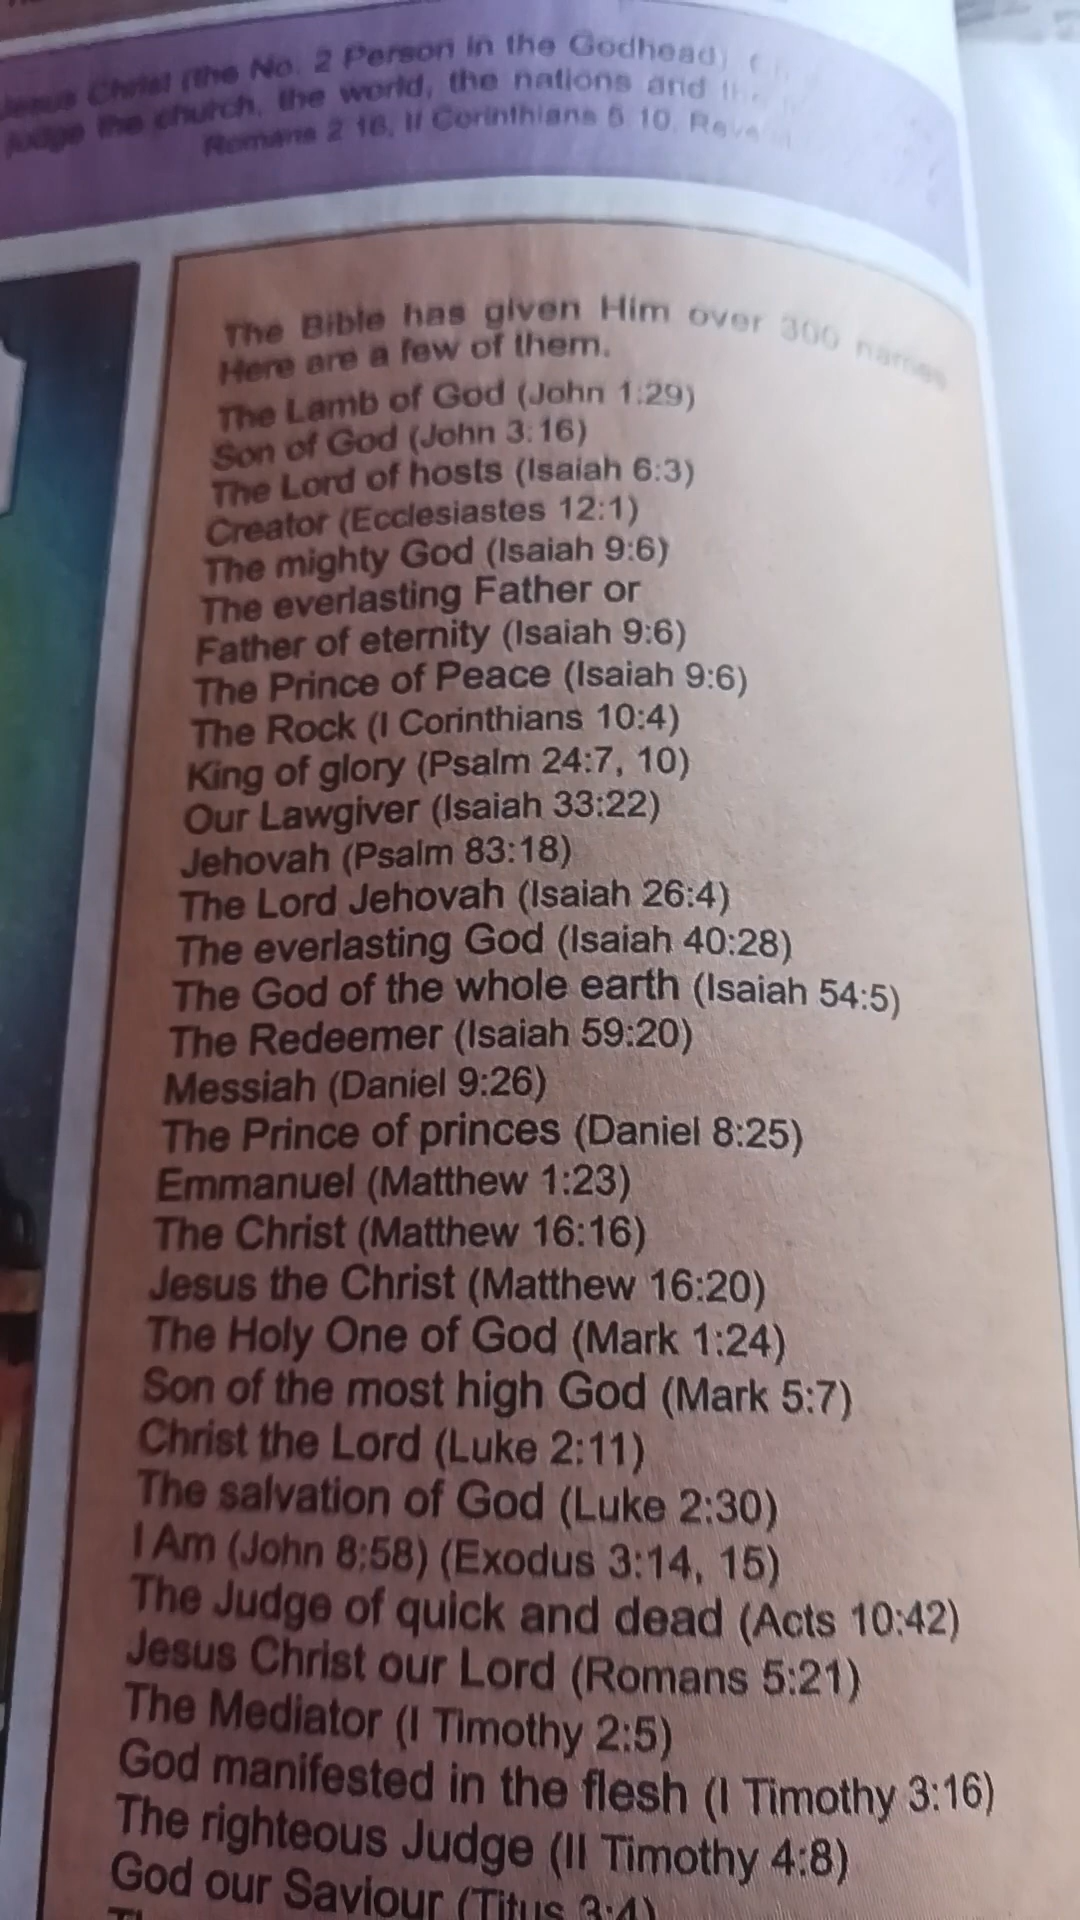 Jesus Christ (the No. 2 Person in the Godhead)
judge the church, the world, the nations and the
Romans 2 16, II Corinthians 5 10,
The Bible has given Him over 300 names
Here are a few of them.
The Lamb of God (John 1:29)
Son of God (John 3:16)
The Lord of hosts (Isaiah 6:3)
Creator (Ecclesiastes 12:1)
The mighty God (Isaiah 9:6)
The everlasting Father or
Father of eternity (Isaiah 9:6)
The Prince of Peace (Isaiah 9:6)
The Rock (I Corinthians 10:4)
King of glory (Psalm 24:7, 10)
Our Lawgiver (Isaiah 33:22)
Jehovah (Psalm 83:18)
The Lord Jehovah (Isaiah 26:4)
The everlasting God (Isaiah 40:28)
The God of the whole earth (Isaiah 54:5)
The Redeemer (Isaiah 59:20)
Messiah (Daniel 9:26)
The Prince of princes (Daniel 8:25)
Emmanuel (Matthew 1:23)
The Christ (Matthew 16:16)
Jesus the Christ (Matthew 16:20)
The Holy One of God (Mark 1:24)
Son of the most high God (Mark 5:7)
Christ the Lord (Luke 2:11)
The salvation of God (Luke 2:30)
I Am (John 8:58) (Exodus 3:14, 15)
The Judge of quick and dead (Acts 10:42)
Jesus Christ our Lord (Romans 5:21)
The Mediator (I Timothy 2:5)
God manifested in the flesh (I Timothy 3:16)
The righteous Judge (II Timothy 4:8)
God our Saviour (Titus 3:4)